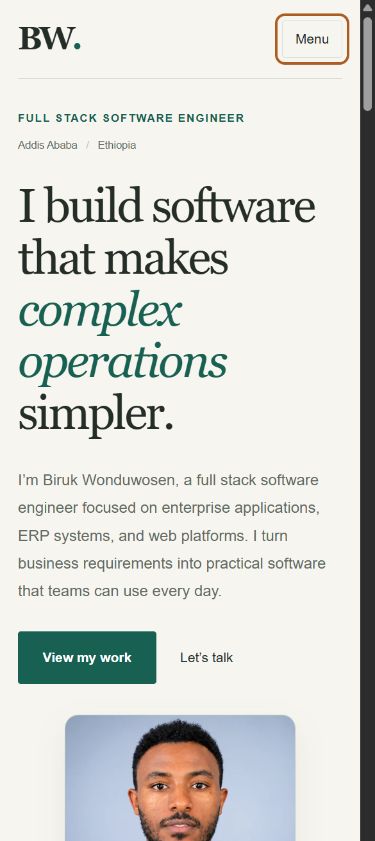 BW.
Menu
FULL STACK SOFTWARE ENGINEER
Addis Ababa / Ethiopia
I build software
that makes
complex
operations
simpler.
I’m Biruk Wonduwosen, a full stack software
engineer focused on enterprise applications,
ERP systems, and web platforms. I turn
business requirements into practical software
that teams can use every day.
View my work
Let’s talk